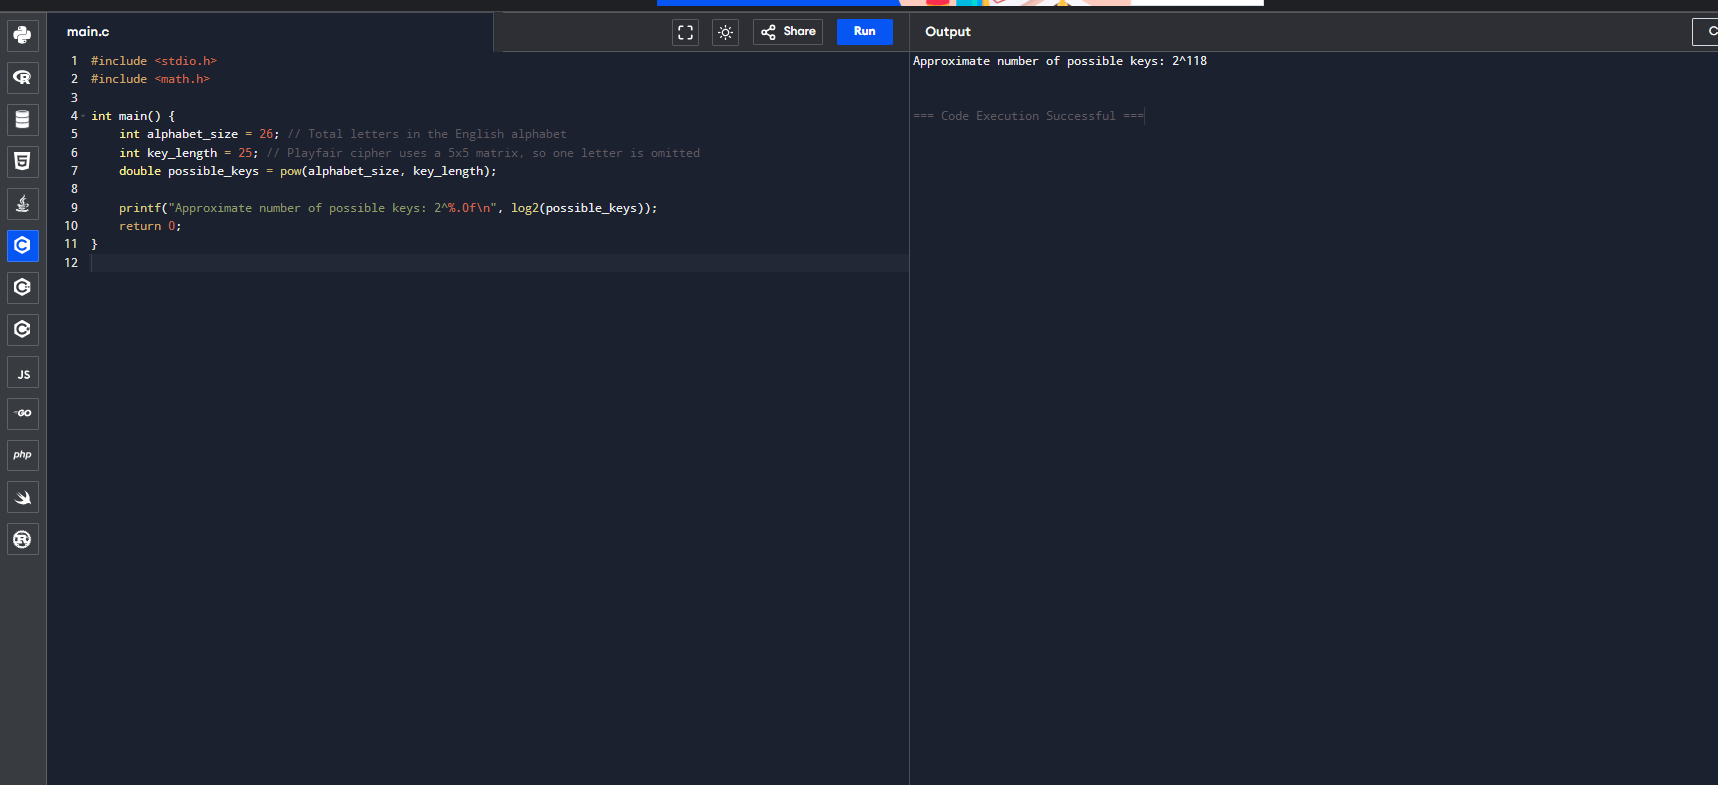 main.c
Share
Run
Output
C
1 #include <stdio.h>
2 #include <math.h>
3
4 int main() {
5 int alphabet_size = 26; // Total letters in the English alphabet
6 int key_length = 25; // Playfair cipher uses a 5x5 matrix, so one letter is omitted
7 double possible_keys = pow(alphabet_size, key_length);
8
9 printf("Approximate number of possible keys: 2^%.0f\n", log2(possible_keys));
10 return 0;
11 }
12
Approximate number of possible keys: 2^118
=== Code Execution Successful ===
R
5
C
C
C
JS
GO
php
R